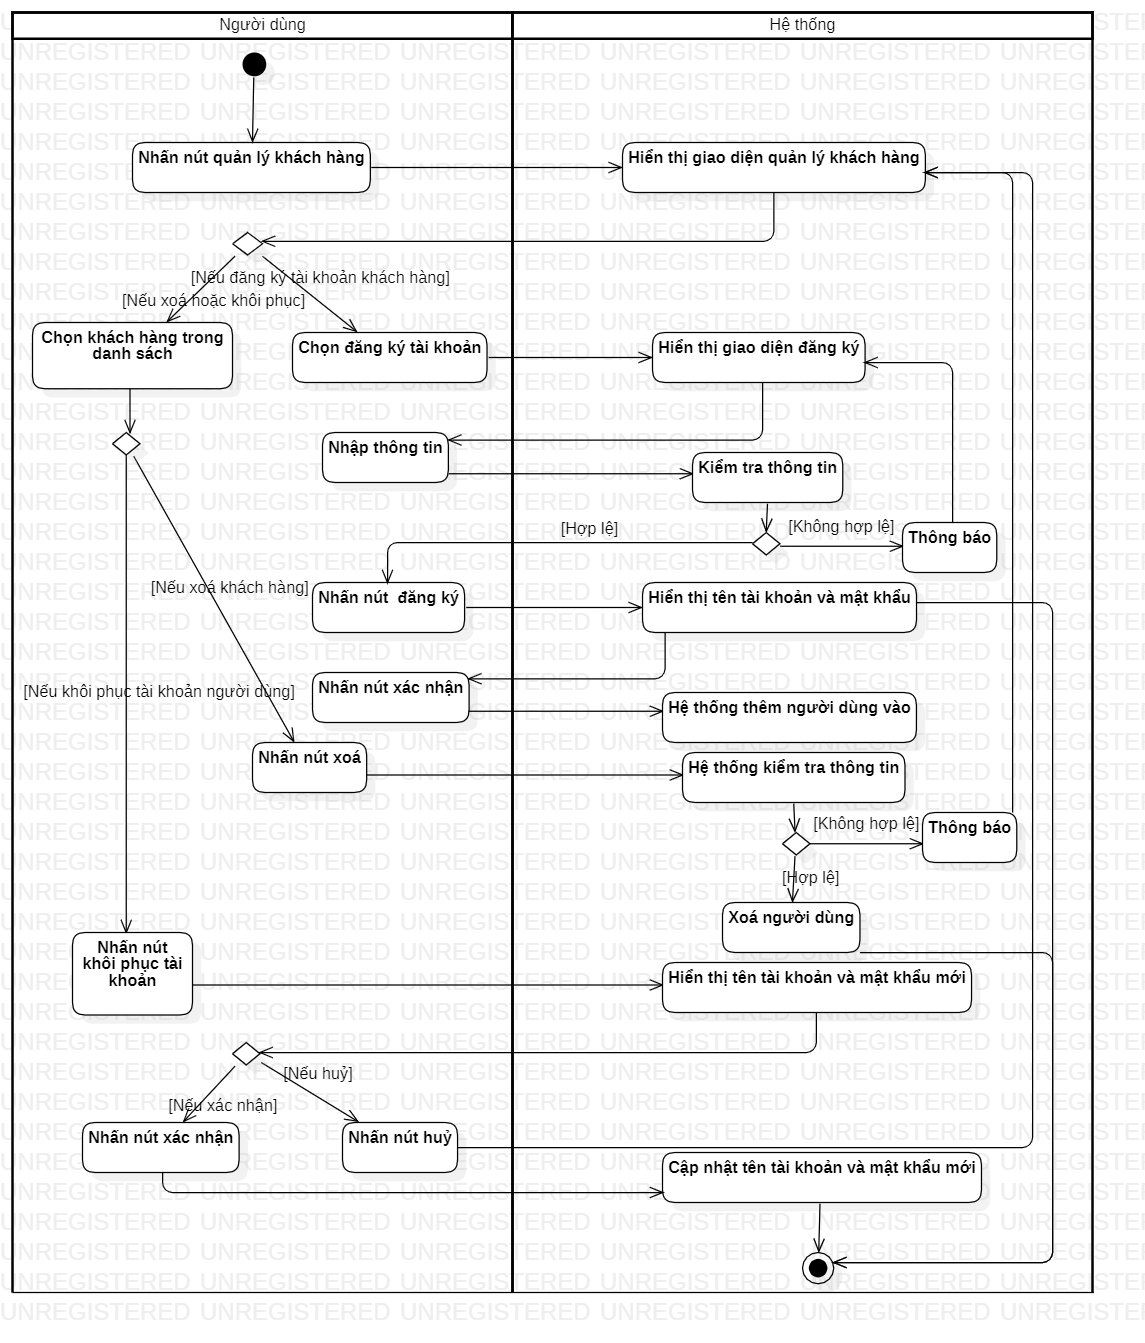 Người dùng
Hệ thống
Nhấn nút quản lý khách hàng
Hiển thị giao diện quản lý khách hàng
[Nếu đăng ký tài khoản khách hàng]
[Nếu xoá hoặc khôi phục]
Chọn khách hàng trong
danh sách
Chọn đăng ký tài khoản
Hiển thị giao diện đăng ký
Nhập thông tin
Kiểm tra thông tin
[Hợp lệ]
[Không hợp lệ]
Thông báo
[Nếu xoá khách hàng]
Nhấn nút  đăng ký
Hiển thị tên tài khoản và mật khẩu
[Nếu khôi phục tài khoản người dùng]
Nhấn nút xác nhận
Hệ thống thêm người dùng vào
Nhấn nút xoá
Hệ thống kiểm tra thông tin
[Không hợp lệ]
Thông báo
[Hợp lệ]
Xoá người dùng
Nhấn nút
khôi phục tài
khoản
Hiển thị tên tài khoản và mật khẩu mới
[Nếu huỷ]
[Nếu xác nhận]
Nhấn nút xác nhận
Nhấn nút huỷ
Cập nhật tên tài khoản và mật khẩu mới
UNREGISTERED